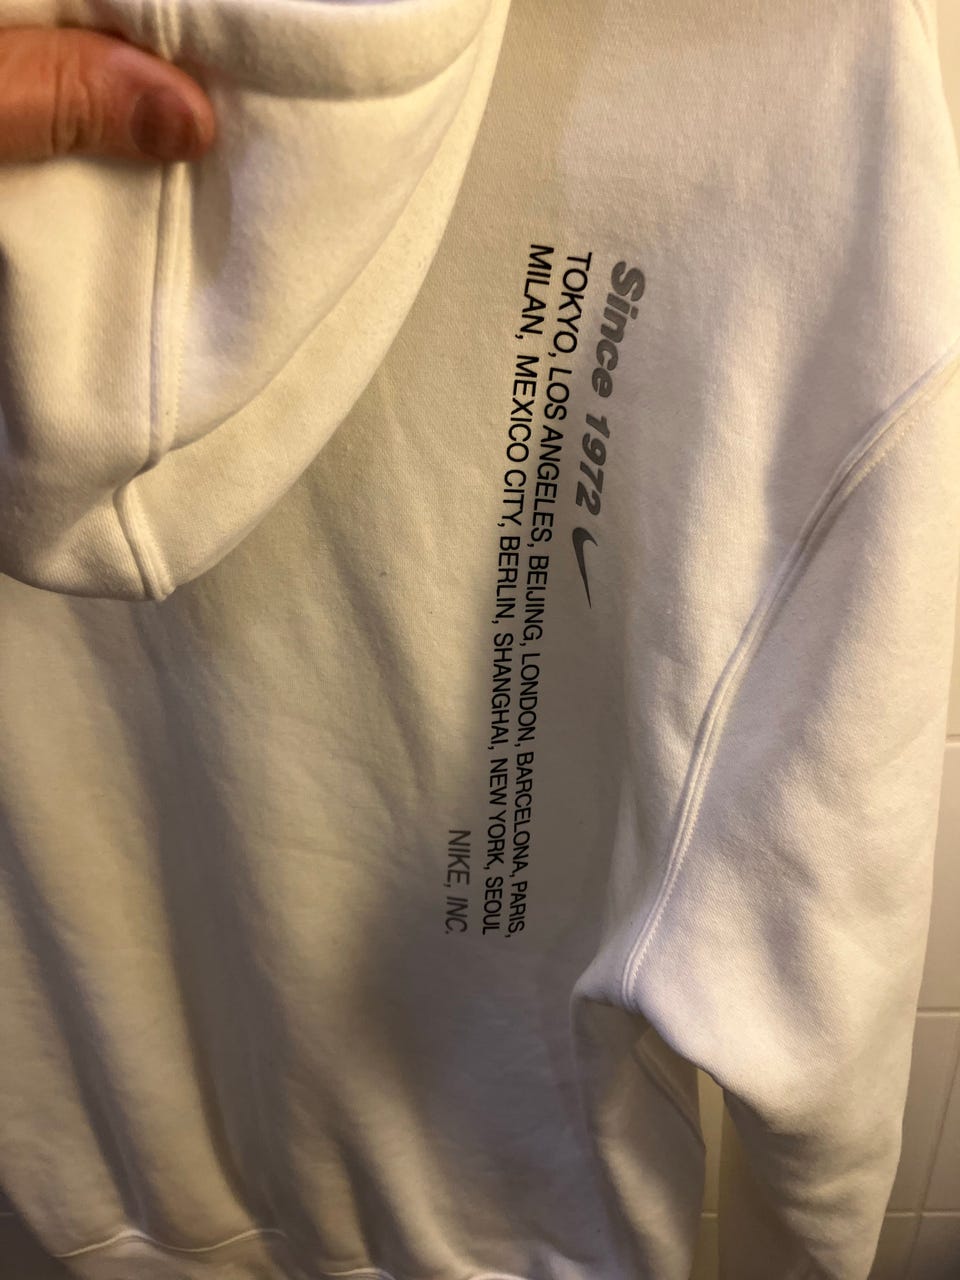 Since 1972
TOKYO, LOS ANGELES, BEIJING, LONDON, BARCELONA, PARIS,
MILAN, MEXICO CITY, BERLIN, SHANGHAI, NEW YORK, SEOUL
NIKE, INC.